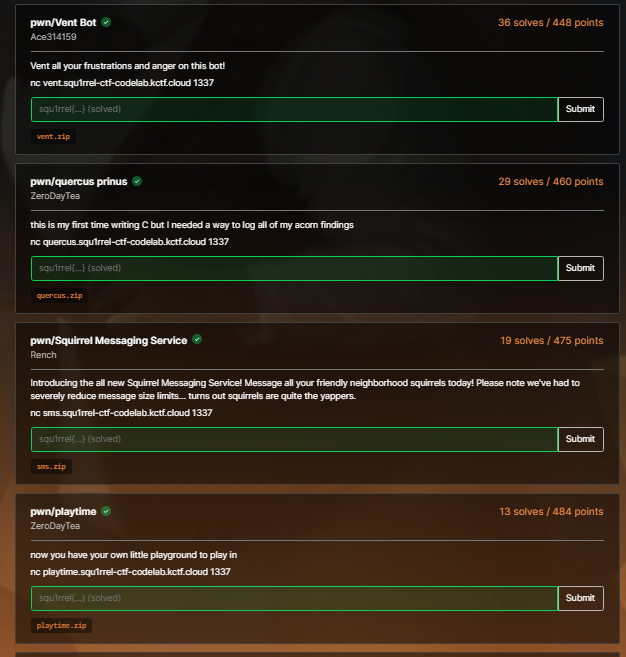 pwn/Vent Bot
36 solves / 448 points
Ace314159
Vent all your frustrations and anger on this bot!
nc vent.squ1rrel-ctf-codelab.kctf.cloud 1337
squ1rrel{...} (solved)
Submit
vent.zip
pwn/quercus prinus
29 solves / 460 points
ZeroDayTea
this is my first time writing C but I needed a way to log all of my acorn findings
nc quercus.squ1rrel-ctf-codelab.kctf.cloud 1337
squ1rrel{...} (solved)
Submit
quercus.zip
pwn/Squirrel Messaging Service
19 solves / 475 points
Rench
Introducing the all new Squirrel Messaging Service! Message all your friendly neighborhood squirrels today! Please note we've had to
severely reduce message size limits... turns out squirrels are quite the yappers.
nc sms.squ1rrel-ctf-codelab.kctf.cloud 1337
squ1rrel{...} (solved)
Submit
sms.zip
pwn/playtime
13 solves / 484 points
ZeroDayTea
now you have your own little playground to play in
nc playtime.squ1rrel-ctf-codelab.kctf.cloud 1337
squ1rrel{...} (solved)
Submit
playtime.zip